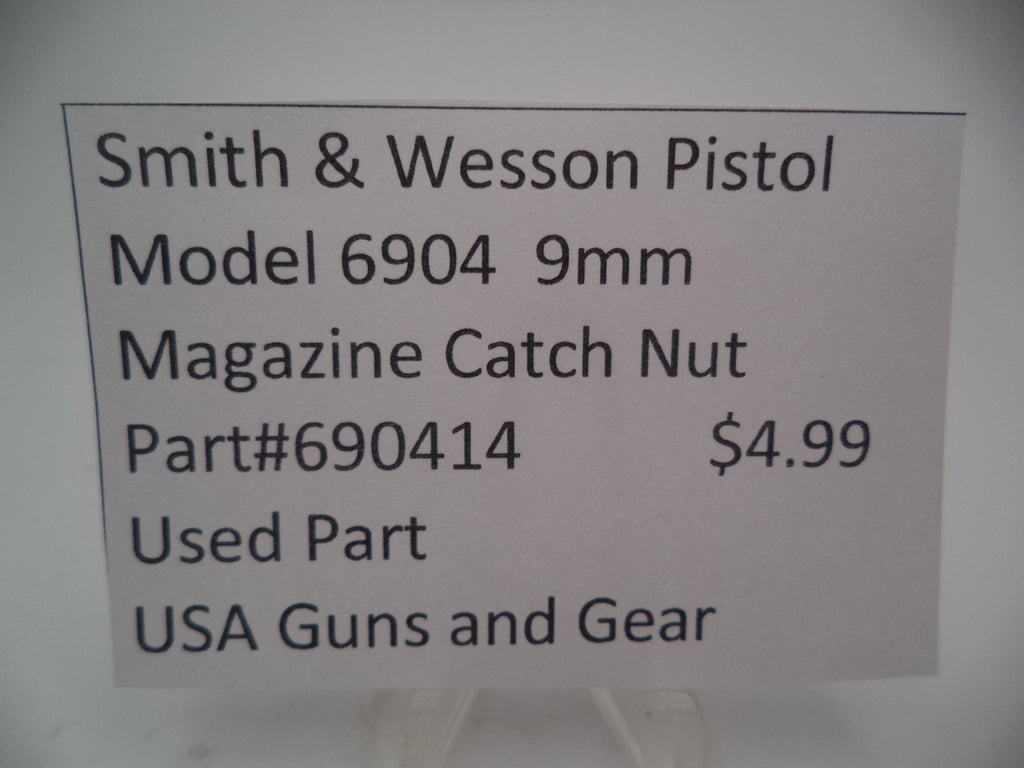 Smith & Wesson Pistol
Model 6904 9mm
Magazine Catch Nut
Part#690414 $4.99
Used Part
USA Guns and Gear